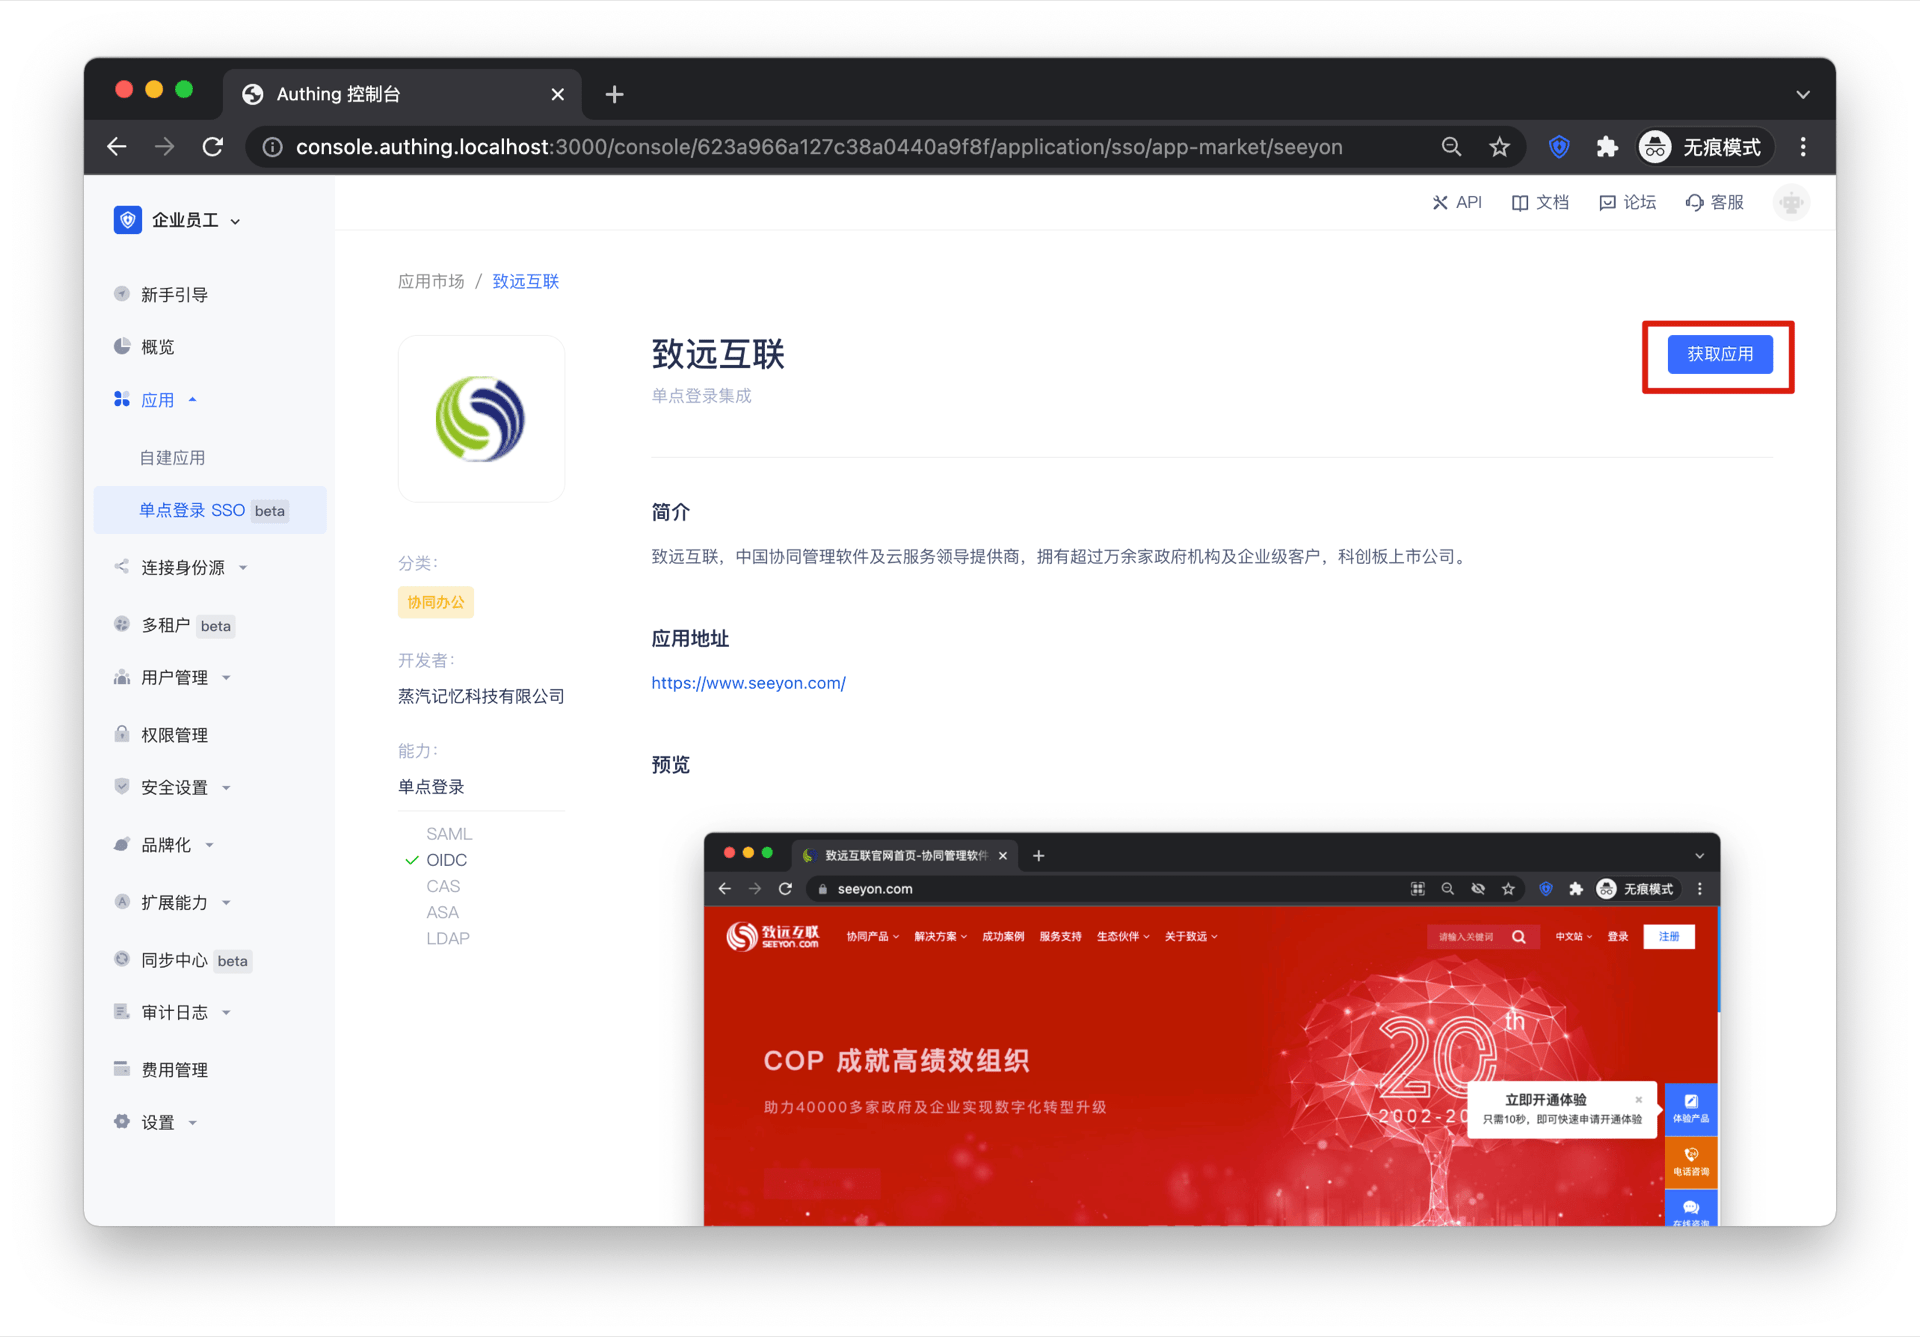 Authing 控制台
console.authing.localhost:3000/console/623a966a127c38a0440a9f8f/application/sso/app-market/seeyon
无痕模式
企业员工
API
文档
论坛
客服
新手引导
概览
应用
自建应用
单点登录 SSO beta
连接身份源
多租户 beta
用户管理
权限管理
安全设置
品牌化
扩展能力
同步中心 beta
审计日志
费用管理
设置
应用市场 / 致远互联
致远互联
单点登录集成
获取应用
分类：
协同办公
开发者：
蒸汽记忆科技有限公司
能力：
单点登录
SAML
OIDC
CAS
ASA
LDAP
简介
致远互联，中国协同管理软件及云服务领导提供商，拥有超过万余家政府机构及企业级客户，科创板上市公司。
应用地址
https://www.seeyon.com/
预览
致远互联官网首页-协同管理软件
seeyon.com
无痕模式
致远互联
SEEYON.COM
协同产品
解决方案
成功案例
服务支持
生态伙伴
关于致远
请输入关键词
中文站
登录
注册
COP 成就高绩效组织
助力40000多家政府及企业实现数字化转型升级
20th
2002-20
立即开通体验
只需10秒，即可快速申请开通体验
体验产品
电话咨询
在线咨询